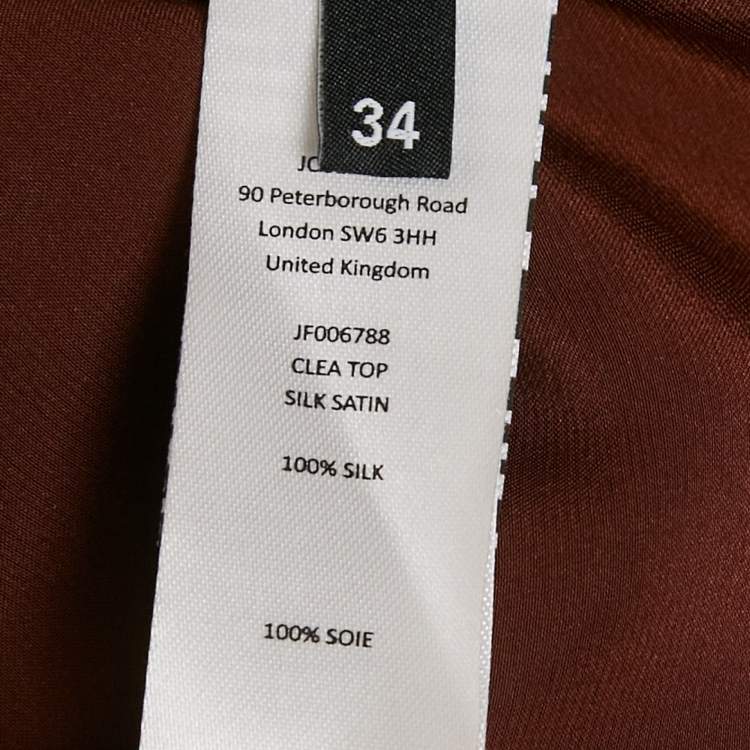 34
90 Peterborough Road
London SW6 3HH
United Kingdom
JF006788
CLEA TOP
SILK SATIN
100% SILK
100% SOIE